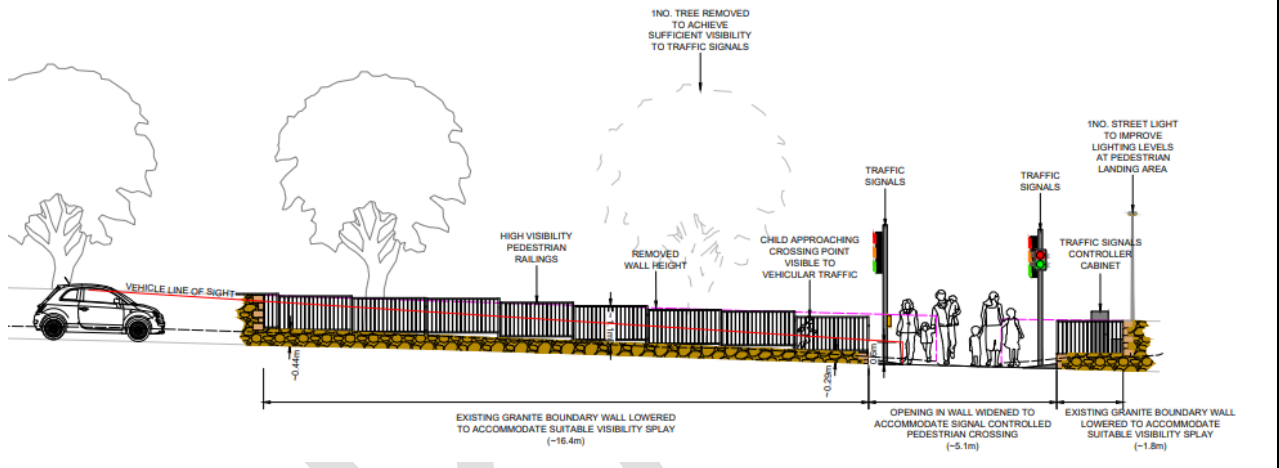 1NO. TREE REMOVED
TO ACHIEVE
SUFFICIENT VISIBILITY
TO TRAFFIC SIGNALS
1NO. STREET LIGHT
TO IMPROVE
LIGHTING LEVELS
AT PEDESTRIAN
LANDING AREA
TRAFFIC
SIGNALS
TRAFFIC
SIGNALS
HIGH VISIBILITY
PEDESTRIAN
RAILINGS
REMOVED
WALL HEIGHT
CHILD APPROACHING
CROSSING POINT
VISIBLE TO
VEHICULAR TRAFFIC
TRAFFIC SIGNALS
CONTROLLER
CABINET
VEHICLE LINE OF SIGHT
~0.44m
~0.29m
EXISTING GRANITE BOUNDARY WALL LOWERED
TO ACCOMMODATE SUITABLE VISIBILITY SPLAY
(~16.4m)
OPENING IN WALL WIDENED TO
ACCOMMODATE SIGNAL CONTROLLED
PEDESTRIAN CROSSING
(~5.1m)
EXISTING GRANITE BOUNDARY WALL
LOWERED TO ACCOMMODATE
SUITABLE VISIBILITY SPLAY
(~1.8m)